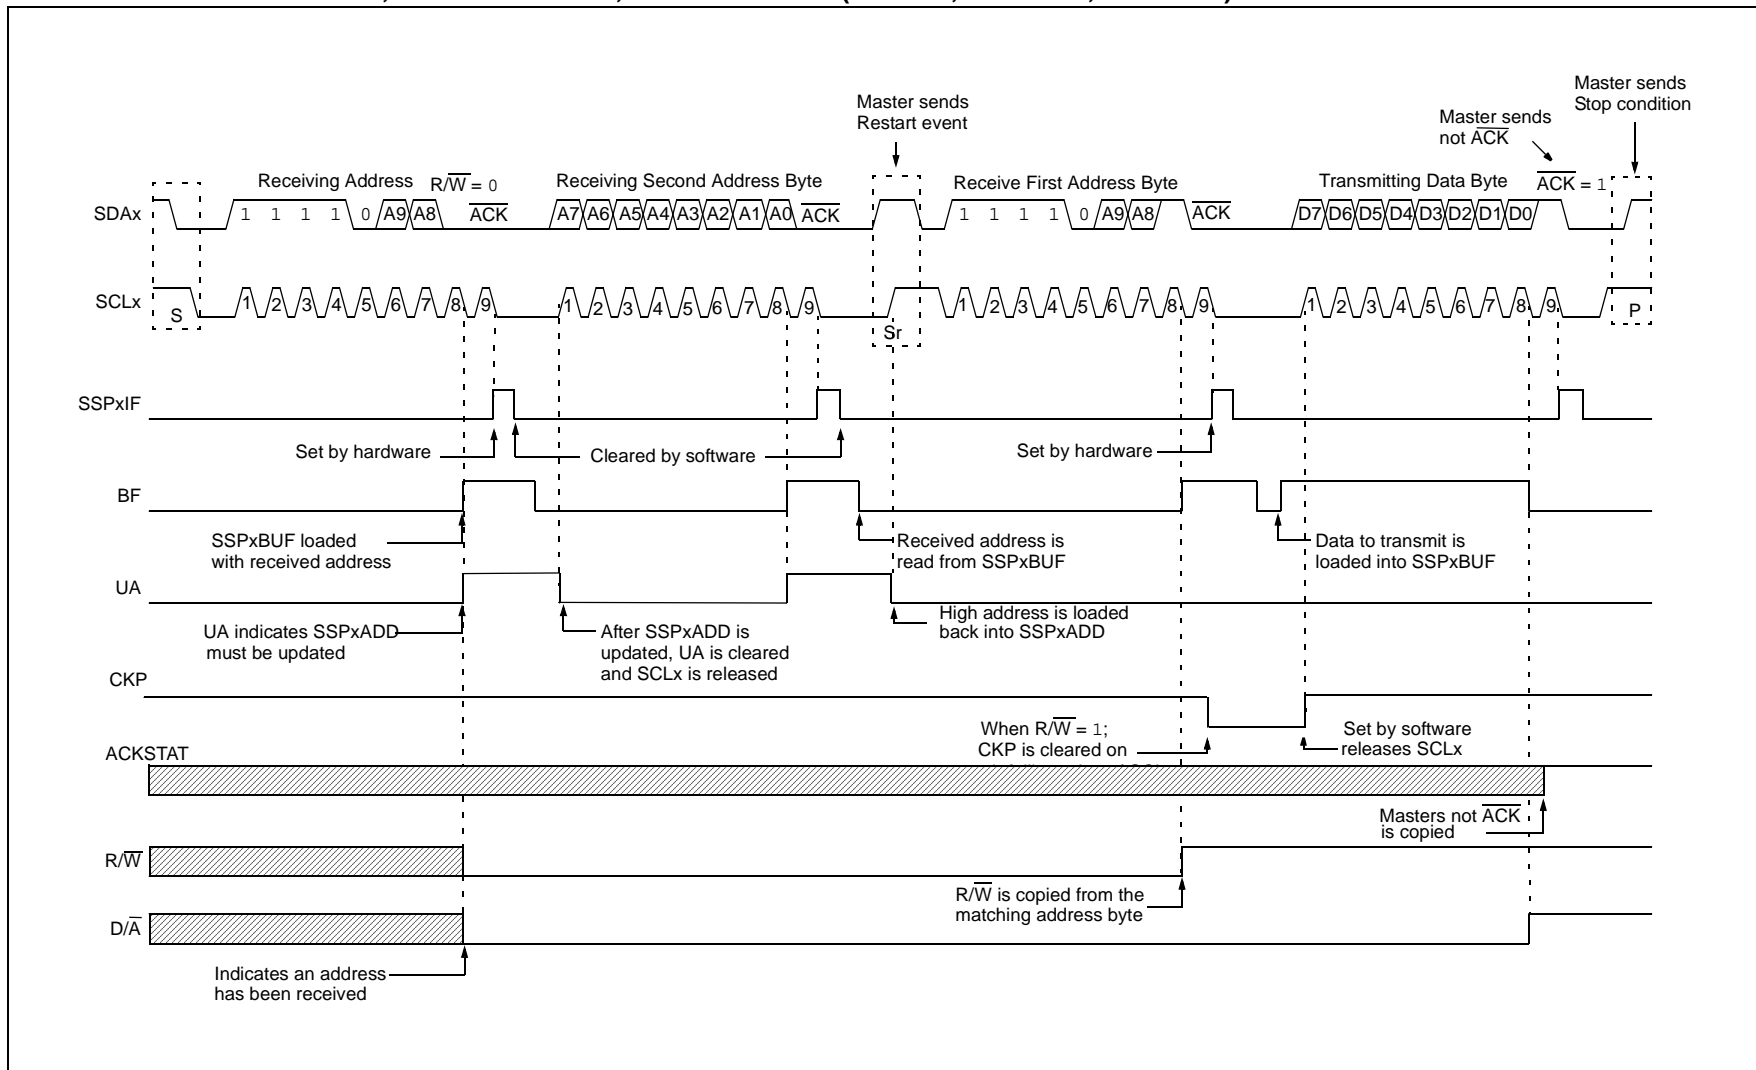 Master sends
Restart event
Master sends
not A̅C̅K̅
Master sends
Stop condition
Receiving Address R/W̅ = 0
Receiving Second Address Byte
Receive First Address Byte
Transmitting Data Byte
A̅C̅K̅ = 1
SDAx
1 1 1 1 0 A9 A8 A̅C̅K̅
A7 A6 A5 A4 A3 A2 A1 A0 A̅C̅K̅
1 1 1 1 0 A9 A8 A̅C̅K̅
D7 D6 D5 D4 D3 D2 D1 D0
SCLx
S
1 2 3 4 5 6 7 8 9
1 2 3 4 5 6 7 8 9
Sr
1 2 3 4 5 6 7 8 9
1 2 3 4 5 6 7 8 9
P
SSPxIF
Set by hardware
Cleared by software
Set by hardware
BF
SSPxBUF loaded
with received address
Received address is
read from SSPxBUF
Data to transmit is
loaded into SSPxBUF
UA
UA indicates SSPxADD
must be updated
After SSPxADD is
updated, UA is cleared
and SCLx is released
High address is loaded
back into SSPxADD
CKP
When R/W̅ = 1;
CKP is cleared on
Set by software
releases SCLx
ACKSTAT
Masters not A̅C̅K̅
is copied
R/W̅
R/W̅ is copied from the
matching address byte
D/A̅
Indicates an address
has been received